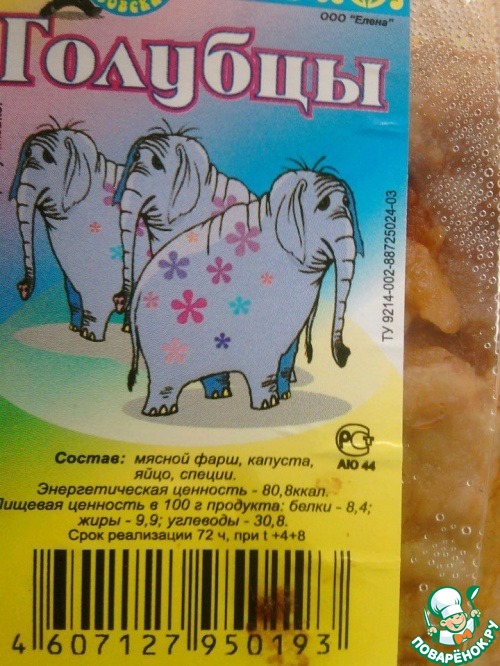 ООО "Елена"
Голубцы
ТУ 9214-002-88725024-03
РСТ
АЮ 44
Состав: мясной фарш, капуста,
яйцо, специи.
Энергетическая ценность - 80,8ккал.
Пищевая ценность в 100 г продукта: белки - 8,4;
жиры - 9,9; углеводы - 30,8.
Срок реализации 72 ч, при t +4+8
4 607127 950193
ПОВАРЁНОК.РУ